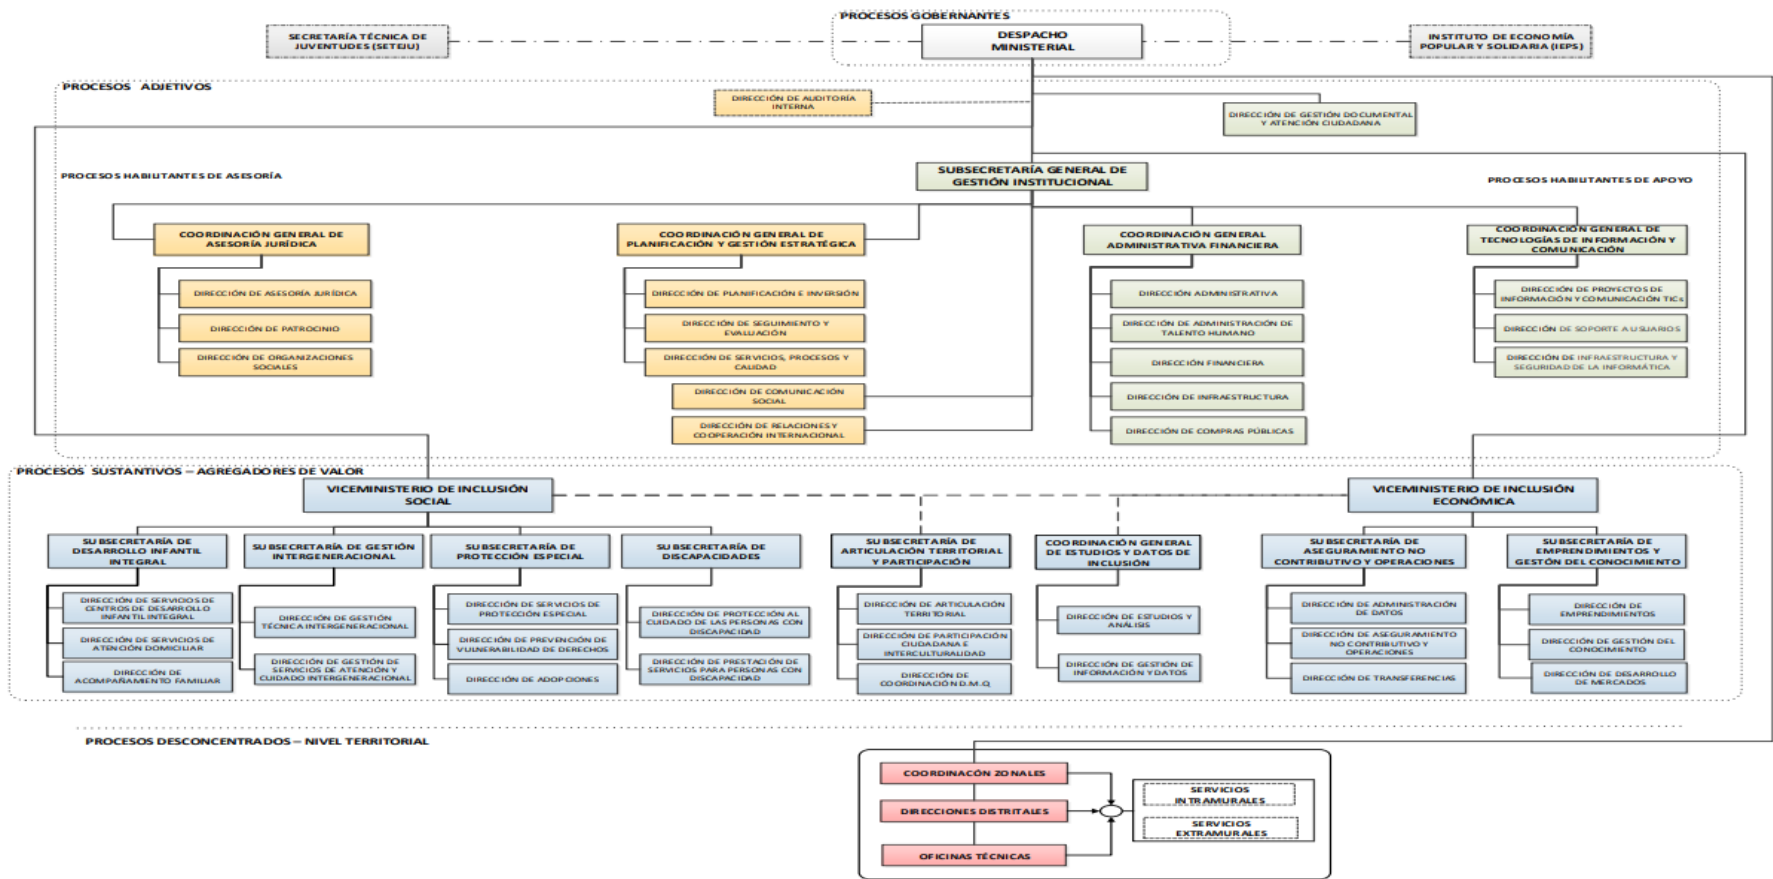 PROCESOS GOBERNANTES
SECRETARÍA TÉCNICA DE
JUVENTUDES (SETEJU)
DESPACHO
MINISTERIAL
INSTITUTO DE ECONOMÍA
POPULAR Y SOLIDARIA (IEPS)
PROCESOS ADJETIVOS
DIRECCIÓN DE AUDITORÍA
INTERNA
DIRECCIÓN DE GESTIÓN DOCUMENTAL
Y ATENCIÓN CIUDADANA
PROCESOS HABILITANTES DE ASESORÍA
SUBSECRETARÍA GENERAL DE
GESTIÓN INSTITUCIONAL
PROCESOS HABILITANTES DE APOYO
COORDINACIÓN GENERAL DE
ASESORÍA JURÍDICA
DIRECCIÓN DE ASESORÍA JURÍDICA
DIRECCIÓN DE PATROCINIO
DIRECCIÓN DE ORGANIZACIONES
SOCIALES
COORDINACIÓN GENERAL DE
PLANIFICACIÓN Y GESTIÓN ESTRATÉGICA
DIRECCIÓN DE PLANIFICACIÓN E INVERSIÓN
DIRECCIÓN DE SEGUIMIENTO Y
EVALUACIÓN
DIRECCIÓN DE SERVICIOS, PROCESOS Y
CALIDAD
DIRECCIÓN DE COMUNICACIÓN
SOCIAL
DIRECCIÓN DE RELACIONES Y
COOPERACIÓN INTERNACIONAL
COORDINACIÓN GENERAL
ADMINISTRATIVA FINANCIERA
DIRECCIÓN ADMINISTRATIVA
DIRECCIÓN DE ADMINISTRACIÓN DE
TALENTO HUMANO
DIRECCIÓN FINANCIERA
DIRECCIÓN DE INFRAESTRUCTURA
DIRECCIÓN DE COMPRAS PÚBLICAS
COORDINACIÓN GENERAL DE
TECNOLOGÍAS DE INFORMACIÓN Y
COMUNICACIÓN
DIRECCIÓN DE PROYECTOS DE
INFORMACIÓN Y COMUNICACIÓN TICs
DIRECCIÓN DE SOPORTE A USUARIOS
DIRECCIÓN DE INFRAESTRUCTURA Y
SEGURIDAD DE LA INFORMÁTICA
PROCESOS SUSTANTIVOS – AGREGADORES DE VALOR
VICEMINISTERIO DE INCLUSIÓN
SOCIAL
VICEMINISTERIO DE INCLUSIÓN
ECONÓMICA
SUBSECRETARÍA DE
DESARROLLO INFANTIL
INTEGRAL
DIRECCIÓN DE SERVICIOS DE
CENTROS DE DESARROLLO
INFANTIL INTEGRAL
DIRECCIÓN DE SERVICIOS DE
ATENCIÓN DOMICILIAR
DIRECCIÓN DE
ACOMPAÑAMIENTO FAMILIAR
SUBSECRETARÍA DE GESTIÓN
INTERGENERACIONAL
DIRECCIÓN DE GESTIÓN
TÉCNICA INTERGENERACIONAL
DIRECCIÓN DE GESTIÓN DE
SERVICIOS DE ATENCIÓN Y
CUIDADO INTERGENERACIONAL
SUBSECRETARÍA DE
PROTECCIÓN ESPECIAL
DIRECCIÓN DE SERVICIOS DE
PROTECCIÓN ESPECIAL
DIRECCIÓN DE PREVENCIÓN DE
VULNERABILIDAD DE DERECHOS
DIRECCIÓN DE ADOPCIONES
SUBSECRETARÍA DE
DISCAPACIDADES
DIRECCIÓN DE PROTECCIÓN AL
CUIDADO DE LAS PERSONAS CON
DISCAPACIDAD
DIRECCIÓN DE PRESTACIÓN DE
SERVICIOS PARA PERSONAS CON
DISCAPACIDAD
SUBSECRETARÍA DE
ARTICULACIÓN TERRITORIAL
Y PARTICIPACIÓN
DIRECCIÓN DE ARTICULACIÓN
TERRITORIAL
DIRECCIÓN DE PARTICIPACIÓN
CIUDADANA E
INTERCULTURALIDAD
DIRECCIÓN DE
COORDINACIÓN D.M.Q
COORDINACIÓN GENERAL
DE ESTUDIOS Y DATOS DE
INCLUSIÓN
DIRECCIÓN DE ESTUDIOS Y
ANÁLISIS
DIRECCIÓN DE GESTIÓN DE
INFORMACIÓN Y DATOS
SUBSECRETARÍA DE
ASEGURAMIENTO NO
CONTRIBUTIVO Y OPERACIONES
DIRECCIÓN DE ADMINISTRACIÓN
DE DATOS
DIRECCIÓN DE ASEGURAMIENTO
NO CONTRIBUTIVO Y
OPERACIONES
DIRECCIÓN DE TRANSFERENCIAS
SUBSECRETARÍA DE
EMPRENDIMIENTOS Y
GESTIÓN DEL CONOCIMIENTO
DIRECCIÓN DE
EMPRENDIMIENTOS
DIRECCIÓN DE GESTIÓN DEL
CONOCIMIENTO
DIRECCIÓN DE DESARROLLO
DE MERCADOS
PROCESOS DESCONCENTRADOS – NIVEL TERRITORIAL
COORDINACÓN ZONALES
DIRECCIONES DISTRITALES
OFICINAS TÉCNICAS
SERVICIOS
INTRAMURALES
SERVICIOS
EXTRAMURALES